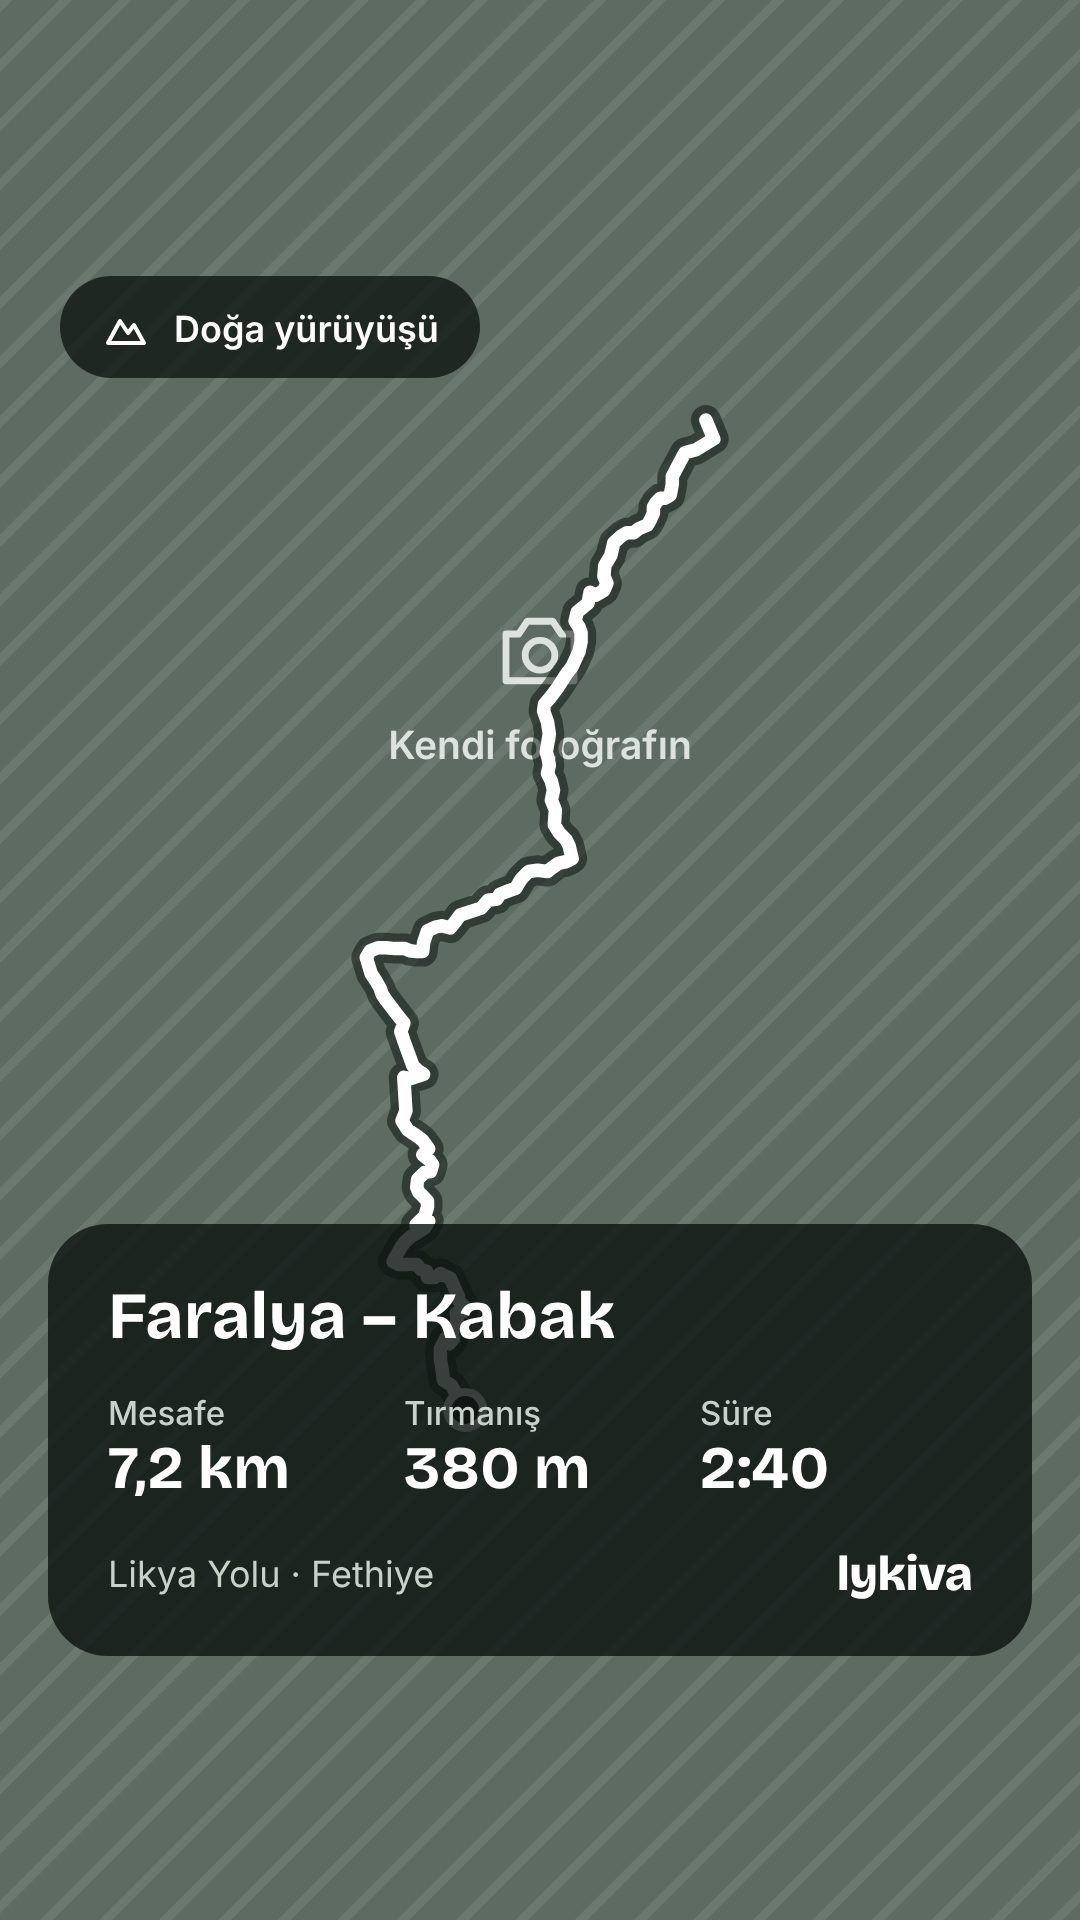 Doğa yürüyüşü
Kendi fotoğrafın
Faralya – Kabak
Mesafe Tırmanış Süre
7,2 km 380 m 2:40
Likya Yolu · Fethiye lykiva